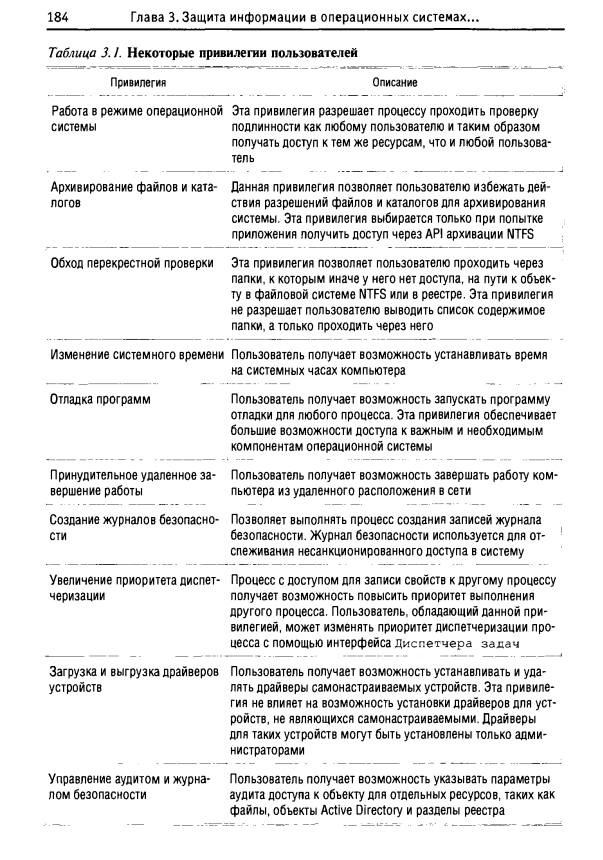 184 Глава 3. Защита информации в операционных системах...
Таблица 3.1. Некоторые привилегии пользователей
Привилегия Описание
Работа в режиме операционной Эта привилегия разрешает процессу проходить проверку
системы подлинности как любому пользователю и таким образом
получать доступ к тем же ресурсам, что и любой пользова-
тель
Архивирование файлов и ката- Данная привилегия позволяет пользователю избежать дей-
логов ствия разрешений файлов и каталогов для архивирования
системы. Эта привилегия выбирается только при попытке
приложения получить доступ через API архивации NTFS
Обход перекрестной проверки Эта привилегия позволяет пользователю проходить через
папки, к которым иначе у него нет доступа, на пути к объек-
ту в файловой системе NTFS или в реестре. Эта привилегия
не разрешает пользователю выводить список содержимое
папки, а только проходить через него
Изменение системного времени Пользователь получает возможность устанавливать время
на системных часах компьютера
Отладка программ Пользователь получает возможность запускать программу
отладки для любого процесса. Эта привилегия обеспечивает
большие возможности доступа к важным и необходимым
компонентам операционной системы
Принудительное удаленное за- Пользователь получает возможность завершать работу ком-
вершение работы пьютера из удаленного расположения в сети
Создание журналов безопасно- Позволяет выполнять процесс создания записей журнала
сти безопасности. Журнал безопасности используется для от-
слеживания несанкционированного доступа в систему
Увеличение приоритета диспет- Процесс с доступом для записи свойств к другому процессу
черизации получает возможность повысить приоритет выполнения
другого процесса. Пользователь, обладающий данной при-
вилегией, может изменять приоритет диспетчеризации про-
цесса с помощью интерфейса Диспетчера задач
Загрузка и выгрузка драйверов Пользователь получает возможность устанавливать и уда-
устройств лять драйверы самонастраиваемых устройств. Эта привиле-
гия не влияет на возможность установки драйверов для уст-
ройств, не являющихся самонастраиваемыми. Драйверы
для таких устройств могут быть установлены только адми-
нистраторами
Управление аудитом и журна- Пользователь получает возможность указывать параметры
лом безопасности аудита доступа к объекту для отдельных ресурсов, таких как
файлы, объекты Active Directory и разделы реестра